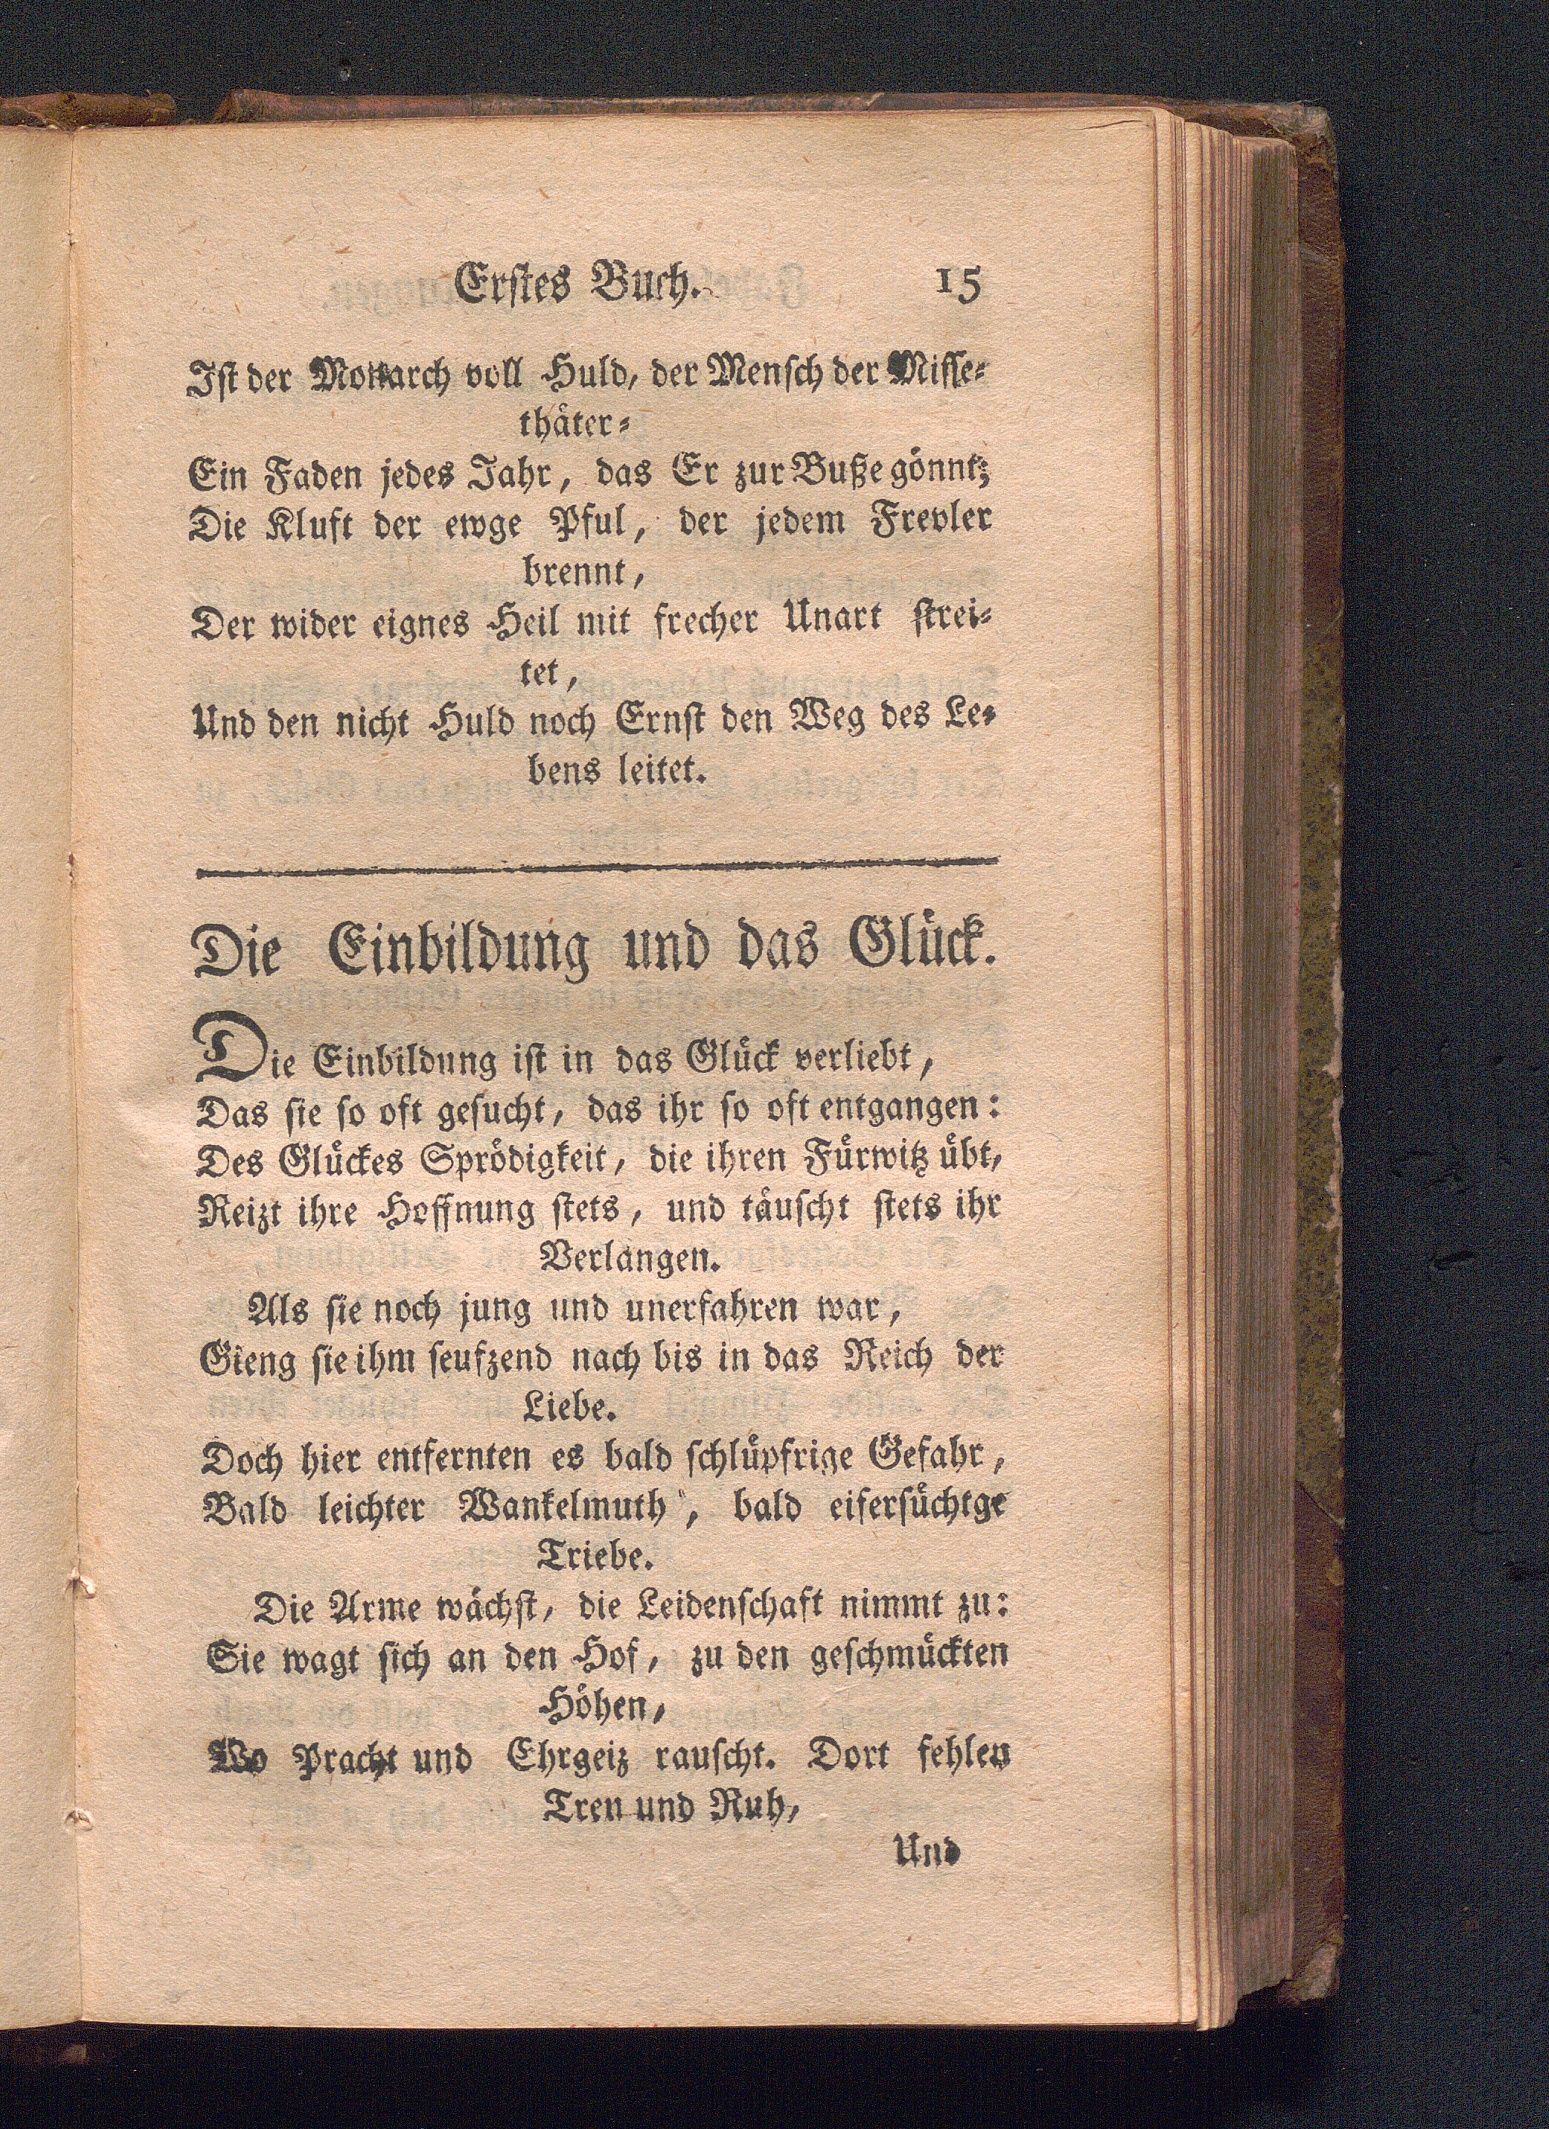 Erſtes Buch. 15
Iſt der Monarch voll Huld, der Menſch der Miſſe-
thäter-
Ein Faden jedes Jahr, das Er zur Buße gönnt;
Die Kluft der ewge Pful, der jedem Frevler
brennt,
Der wider eignes Heil mit frecher Unart ſtrei-
tet,
Und den nicht Huld noch Ernſt den Weg des Le-
bens leitet.
Die Einbildung und das Glück.
Die Einbildung iſt in das Glück verliebt,
Das ſie ſo oft geſucht, das ihr ſo oft entgangen:
Des Glückes Sprödigkeit, die ihren Fürwitz übt,
Reizt ihre Hoffnung ſtets, und täuſcht ſtets ihr
Verlangen.
Als ſie noch jung und unerfahren war,
Gieng ſie ihm ſeufzend nach bis in das Reich der
Liebe.
Doch hier entfernten es bald ſchlüpfrige Gefahr,
Bald leichter Wankelmuth, bald eiferſüchtge
Triebe.
Die Arme wächſt, die Leidenſchaft nimmt zu:
Sie wagt ſich an den Hof, zu den geſchmückten
Höhen,
Wo Pracht und Ehrgeiz rauſcht. Dort fehlen
Tren und Ruh,
Und